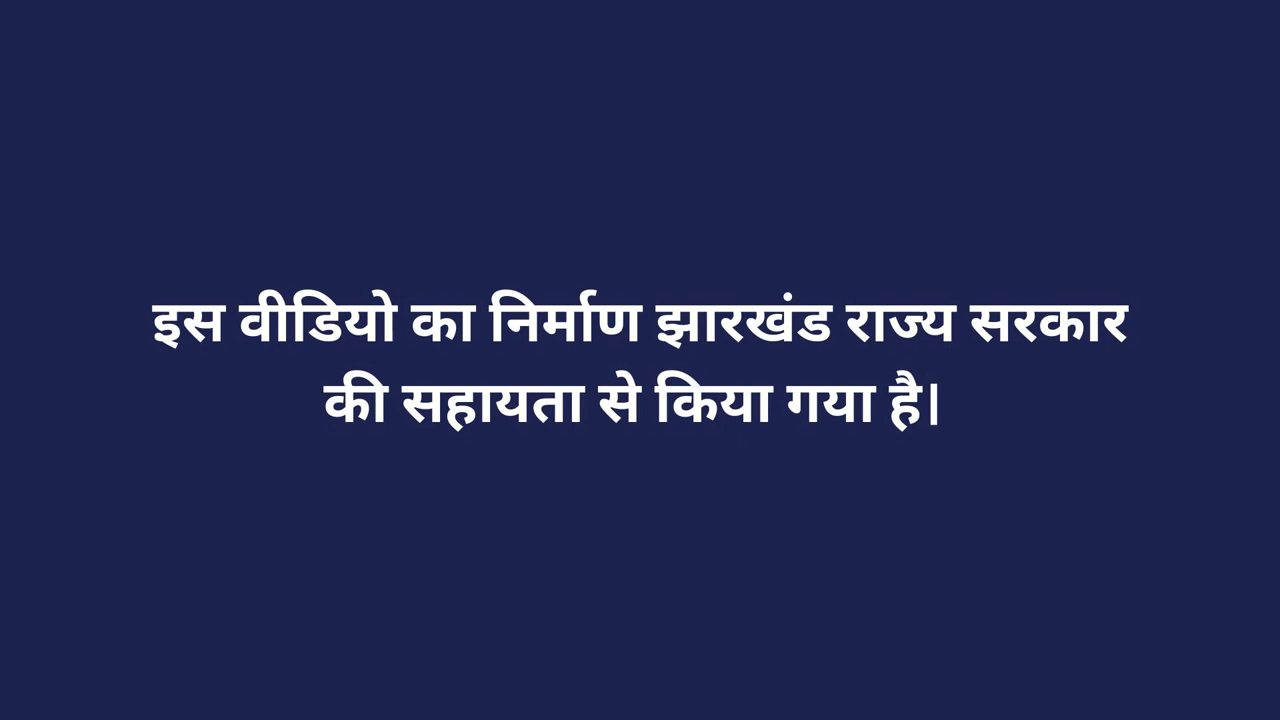 इस वीडियो का निर्माण झारखंड राज्य सरकार
की सहायता से किया गया है।